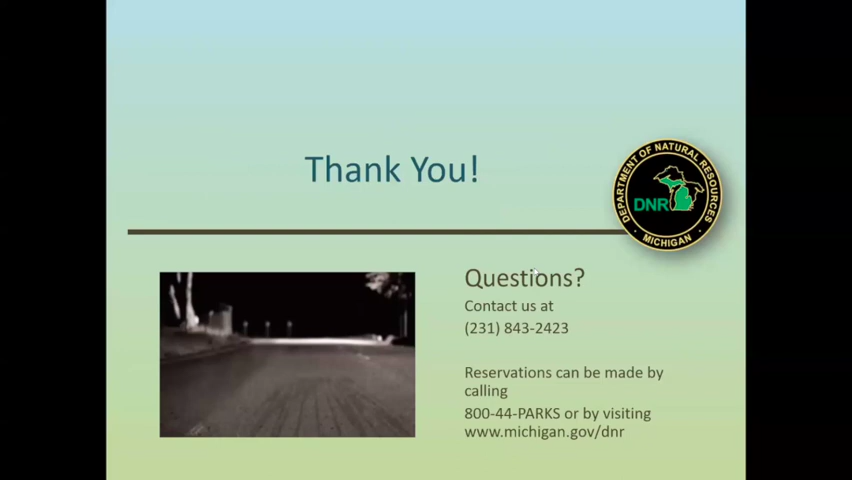 Thank You!
DEPARTMENT OF NATURAL RESOURCES
DNR
• MICHIGAN •
Questions?
Contact us at
(231) 843-2423
Reservations can be made by
calling
800-44-PARKS or by visiting
www.michigan.gov/dnr